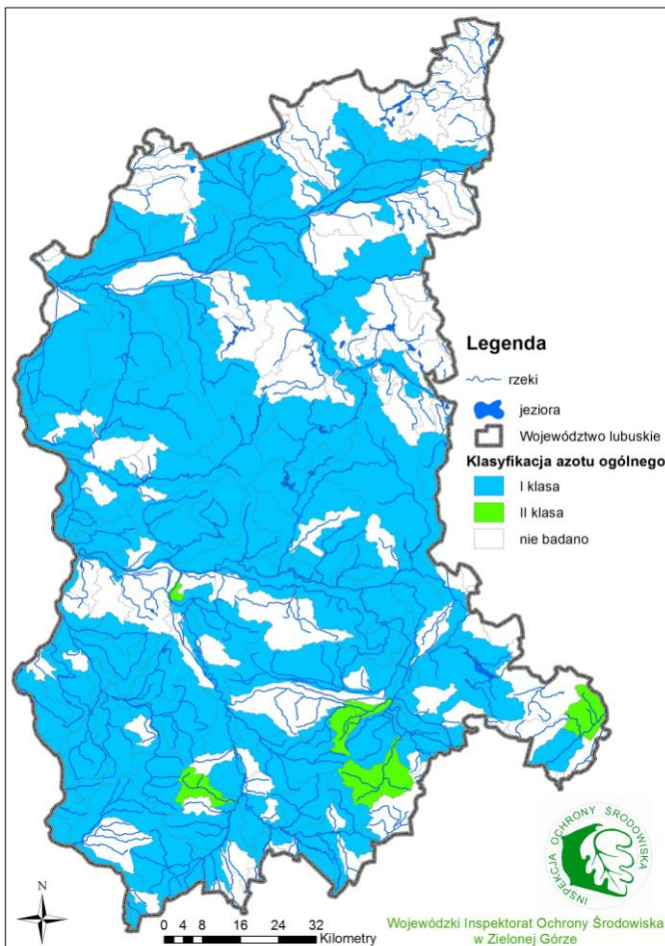 Legenda
rzeki
jeziora
Województwo lubuskie
Klasyfikacja azotu ogólnego
I klasa
II klasa
nie badano
INSPEKCJA OCHRONY ŚRODOWISKA
N
0 4 8 16 24 32
Kilometry
Wojewódzki Inspektorat Ochrony Środowiska
w Zielonej Górze